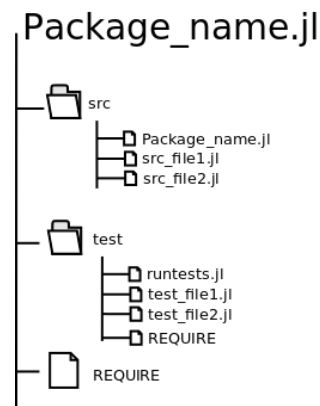 Package_name.jl
src
Package_name.jl
src_file1.jl
src_file2.jl
test
runtests.jl
test_file1.jl
test_file2.jl
REQUIRE
REQUIRE